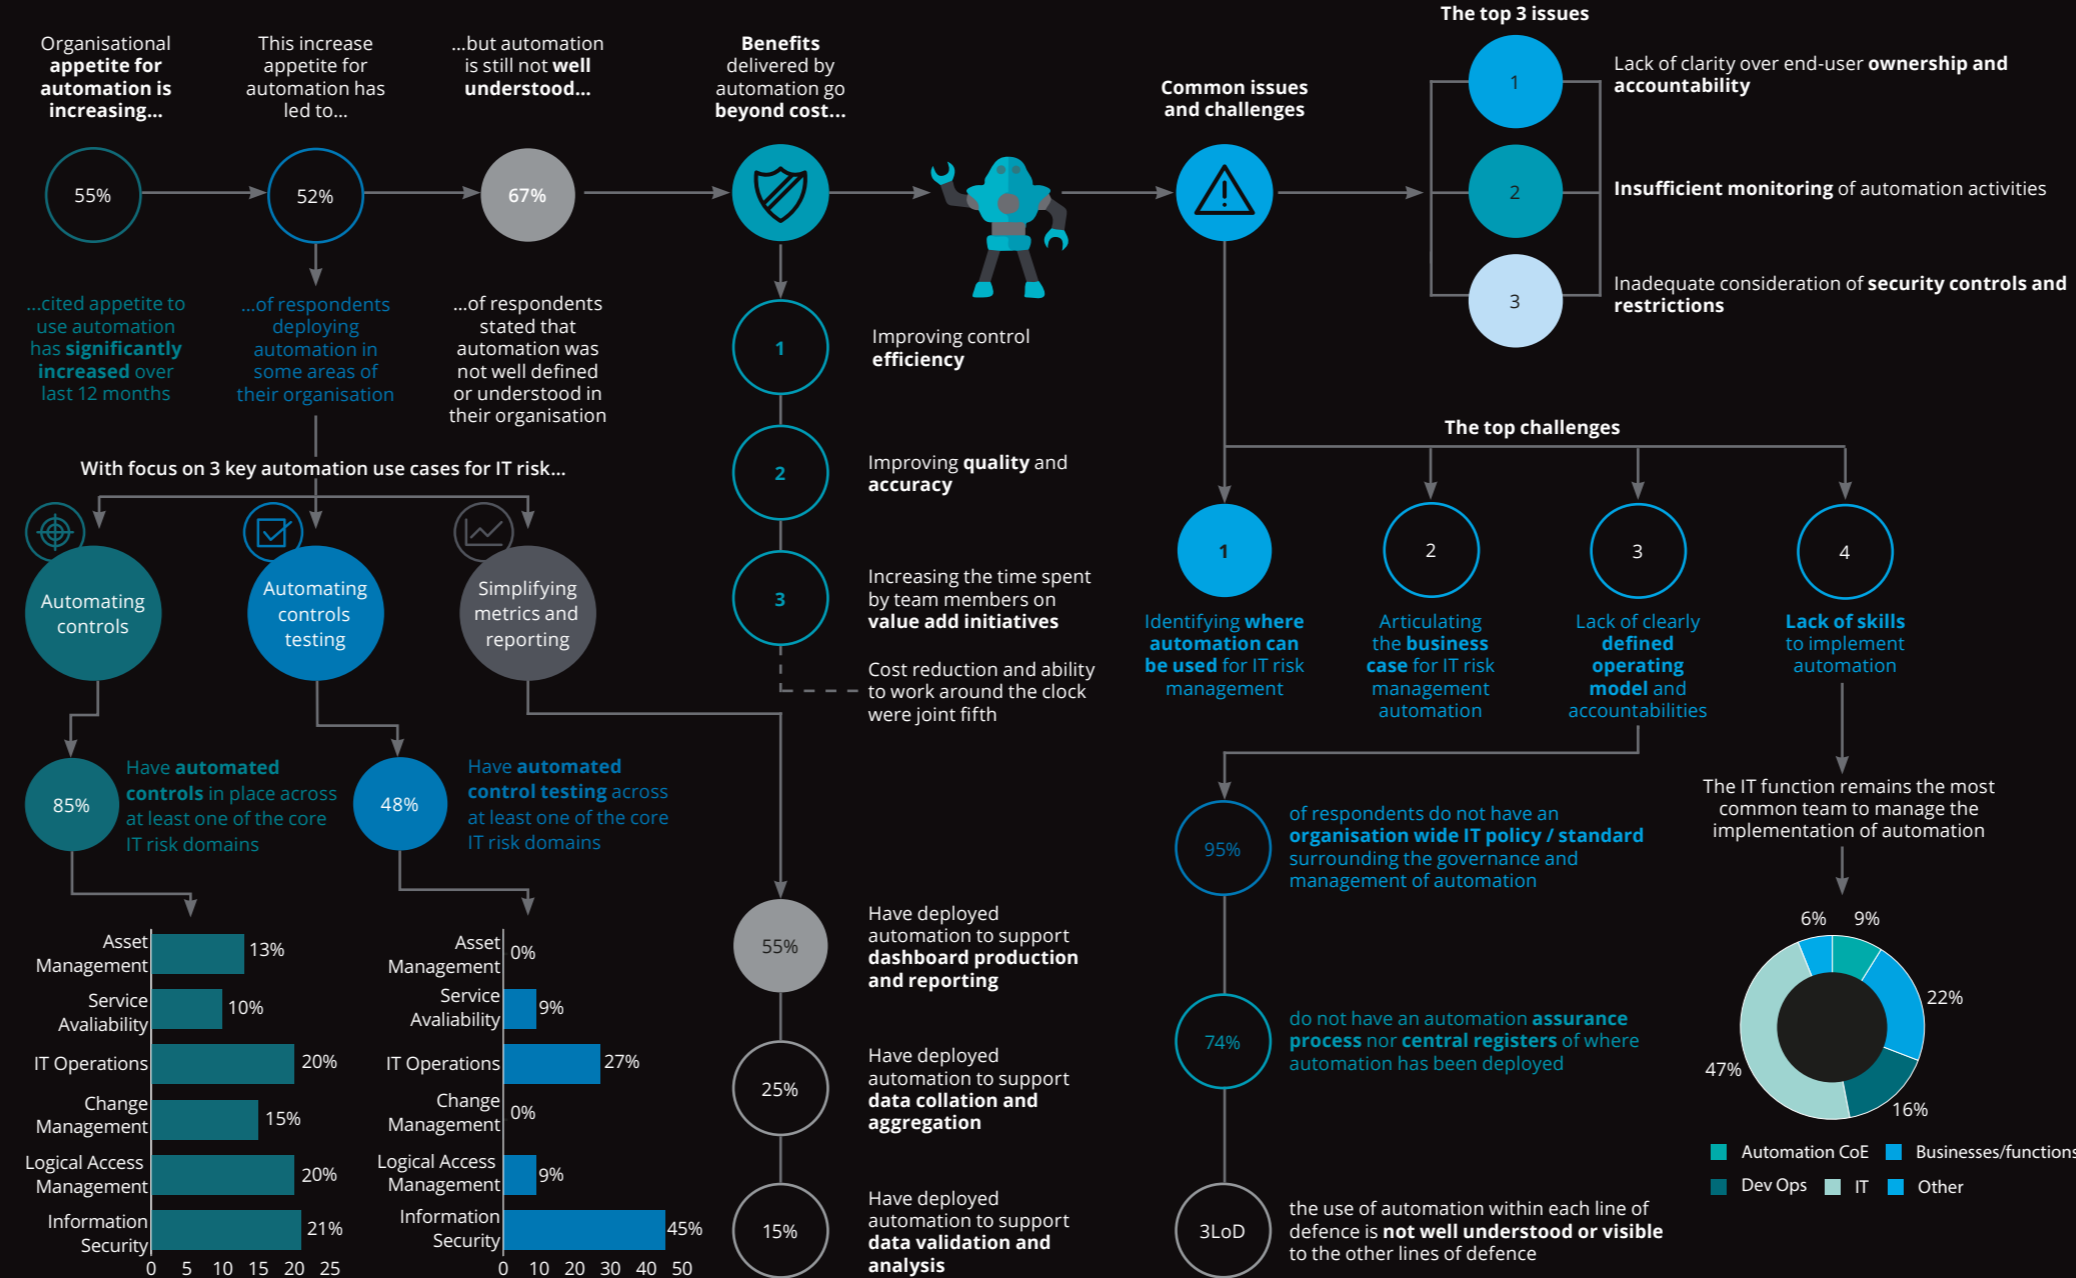 Organisational
appetite for
automation is
increasing...
55%
...cited appetite to
use automation
has significantly
increased over
last 12 months
This increase
appetite for
automation has
led to...
52%
...of respondents
deploying
automation in
some areas of
their organisation
...but automation
is still not well
understood...
67%
...of respondents
stated that
automation was
not well defined
or understood in
their organisation
With focus on 3 key automation use cases for IT risk...
Automating
controls
Automating
controls
testing
Simplifying
metrics and
reporting
85%
Have automated
controls in place across
at least one of the core
IT risk domains
48%
Have automated
control testing across
at least one of the core
IT risk domains
Asset
Management
13%
Service
Avaliability
10%
IT Operations
20%
Change
Management
15%
Logical Access
Management
20%
Information
Security
21%
0 5 10 15 20 25
Asset
Management
0%
Service
Avaliability
9%
IT Operations
27%
Change
Management
0%
Logical Access
Management
9%
Information
Security
45%
0 10 20 30 40 50
Benefits
delivered by
automation go
beyond cost...
1
Improving control
efficiency
2
Improving quality and
accuracy
3
Increasing the time spent
by team members on
value add initiatives
Cost reduction and ability
to work around the clock
were joint fifth
55%
Have deployed
automation to support
dashboard production
and reporting
25%
Have deployed
automation to support
data collation and
aggregation
15%
Have deployed
automation to support
data validation and
analysis
Common issues
and challenges
The top 3 issues
1
Lack of clarity over end-user ownership and
accountability
2
Insufficient monitoring of automation activities
3
Inadequate consideration of security controls and
restrictions
The top challenges
1
Identifying where
automation can
be used for IT risk
management
2
Articulating
the business
case for IT risk
management
automation
3
Lack of clearly
defined
operating
model and
accountabilities
4
Lack of skills
to implement
automation
95%
of respondents do not have an
organisation wide IT policy / standard
surrounding the governance and
management of automation
74%
do not have an automation assurance
process nor central registers of where
automation has been deployed
3LoD
the use of automation within each line of
defence is not well understood or visible
to the other lines of defence
The IT function remains the most
common team to manage the
implementation of automation
6% 9%
22%
47%
16%
Automation CoE Businesses/functions
Dev Ops IT Other